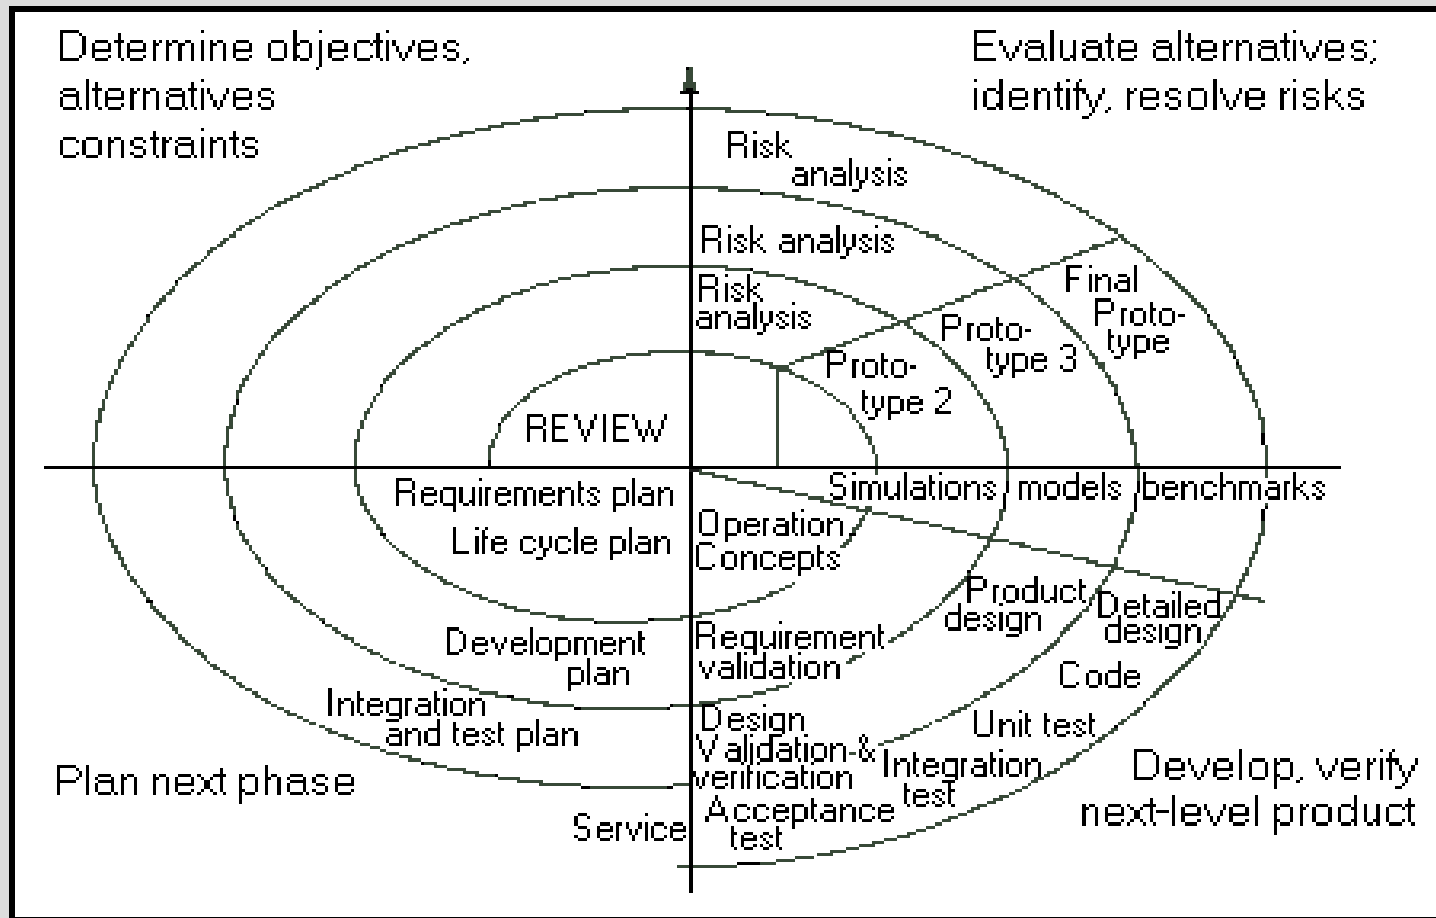 Determine objectives,
alternatives
constraints
Evaluate alternatives;
identify, resolve risks
Risk
analysis
Risk analysis
Risk
analysis
Final
Proto-
type
Proto-
type 3
Proto-
type 2
REVIEW
Simulations models benchmarks
Requirements plan
Life cycle plan
Operation
Concepts
Product
design
Detailed
design
Development
plan
Requirement
validation
Code
Integration
and test plan
Design
Validation &
verification
Unit test
Integration
test
Acceptance
test
Service
Plan next phase
Develop, verify
next-level product